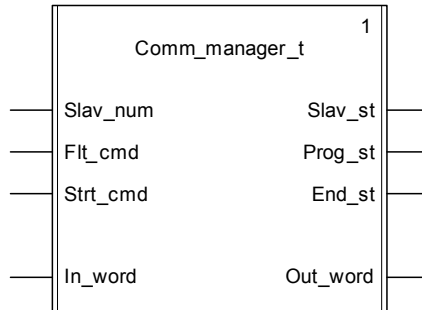 1
Comm_manager_t
Slav_num Slav_st
Flt_cmd Prog_st
Strt_cmd End_st
In_word Out_word